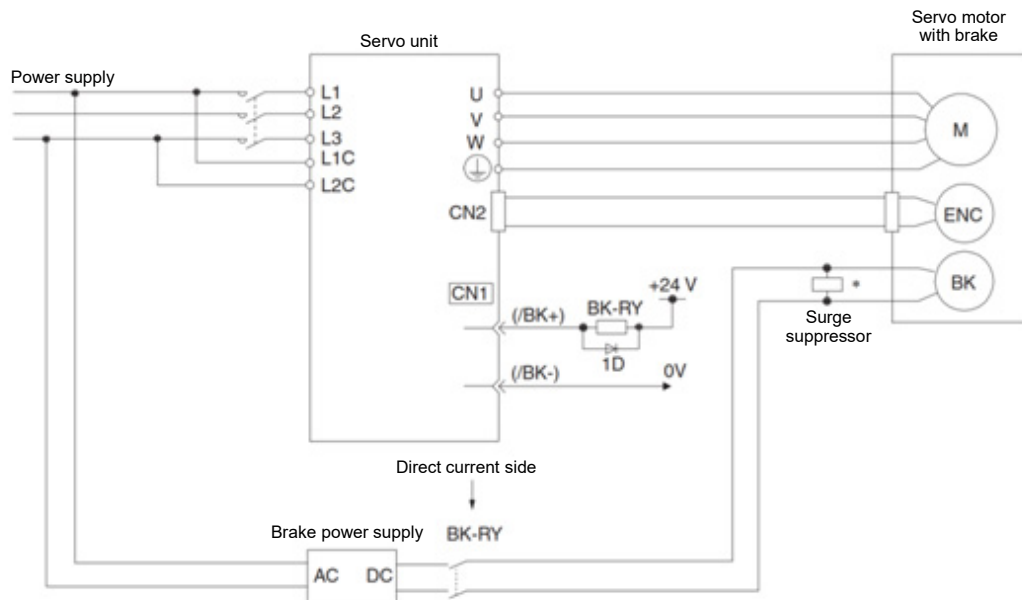 Servo motor
with brake
Servo unit
Power supply
L1
L2
L3
L1C
L2C
U
V
W
M
CN2
ENC
CN1
+24 V
BK-RY
(/BK+)
1D
(/BK-)
0V
BK
*
Surge
suppressor
Direct current side
BK-RY
Brake power supply
AC DC